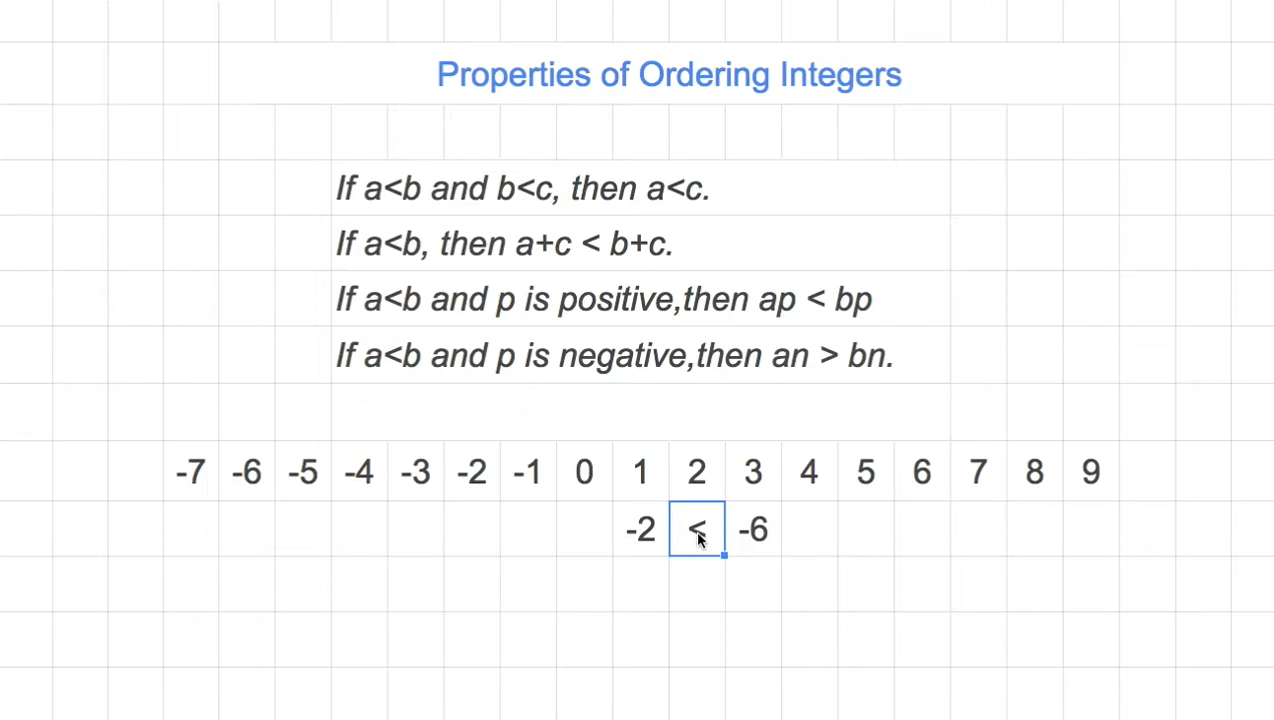 Properties of Ordering Integers
If a<b and b<c, then a<c.
If a<b, then a+c < b+c.
If a<b and p is positive,then ap < bp
If a<b and p is negative,then an > bn.
-7 -6 -5 -4 -3 -2 -1 0 1 2 3 4 5 6 7 8 9
-2 < -6